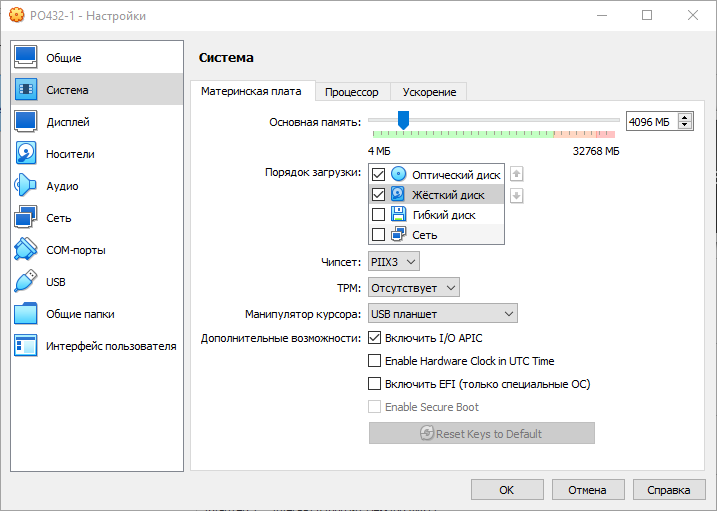 PO432-1 - Настройки
Общие
Система
Дисплей
Носители
Аудио
Сеть
COM-порты
USB
Общие папки
Интерфейс пользователя
Система
Материнская плата Процессор Ускорение
Основная память: 4096 МБ
4 МБ 32768 МБ
Порядок загрузки: Оптический диск
Жёсткий диск
Гибкий диск
Сеть
Чипсет: PIIX3
TPM: Отсутствует
Манипулятор курсора: USB планшет
Дополнительные возможности: Включить I/O APIC
Enable Hardware Clock in UTC Time
Включить EFI (только специальные ОС)
Enable Secure Boot
Reset Keys to Default
OK Отмена Справка